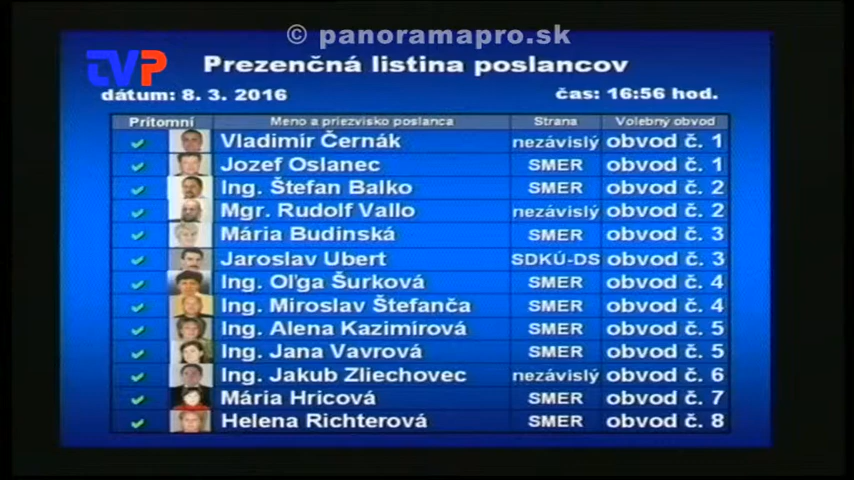 © panoramapro.sk
TVP
Prezenčná listina poslancov
dátum: 8. 3. 2016 čas: 16:56 hod.
Prítomní Meno a priezvisko poslanca Strana Volebný obvod
Vladimír Černák nezávislý obvod č. 1
Jozef Oslanec SMER obvod č. 1
Ing. Štefan Balko SMER obvod č. 2
Mgr. Rudolf Vallo nezávislý obvod č. 2
Mária Budinská SMER obvod č. 3
Jaroslav Ubert SDKÚ-DS obvod č. 3
Ing. Oľga Šurková SMER obvod č. 4
Ing. Miroslav Štefanča SMER obvod č. 4
Ing. Alena Kazimírová SMER obvod č. 5
Ing. Jana Vavrová SMER obvod č. 5
Ing. Jakub Zliechovec nezávislý obvod č. 6
Mária Hricová SMER obvod č. 7
Helena Richterová SMER obvod č. 8